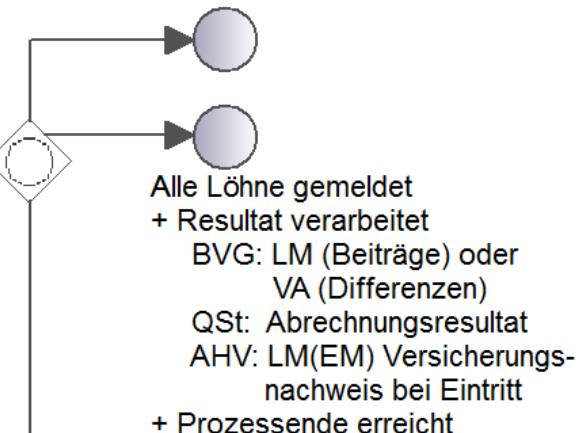 Alle Löhne gemeldet
+ Resultat verarbeitet
BVG: LM (Beiträge) oder
VA (Differenzen)
QSt: Abrechnungsresultat
AHV: LM(EM) Versicherungs-
nachweis bei Eintritt
+ Prozessende erreicht